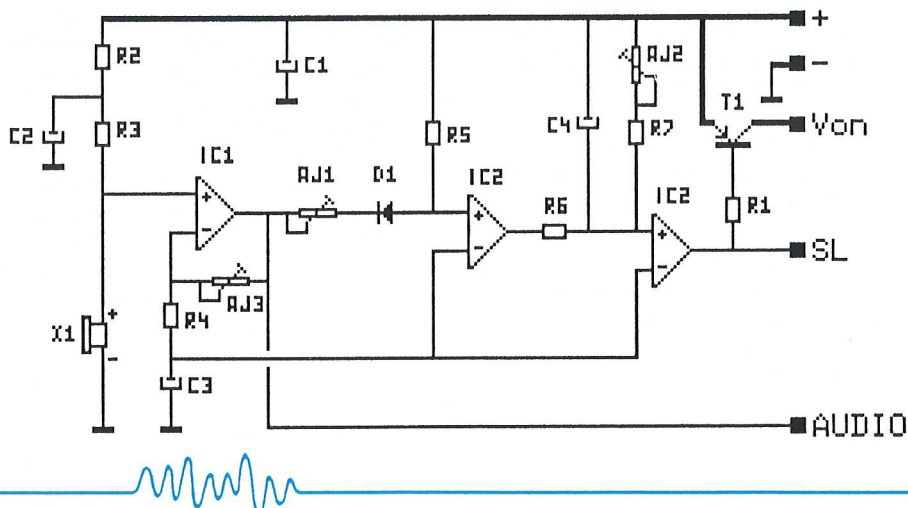 +
R2
C1
AJ2
-
T1
C2
R3
C4
R7
Von
R5
IC1
AJ1
D1
IC2
R6
IC2
R1
+
-
+
-
+
-
SL
AJ3
R4
X1
+
-
C3
AUDIO